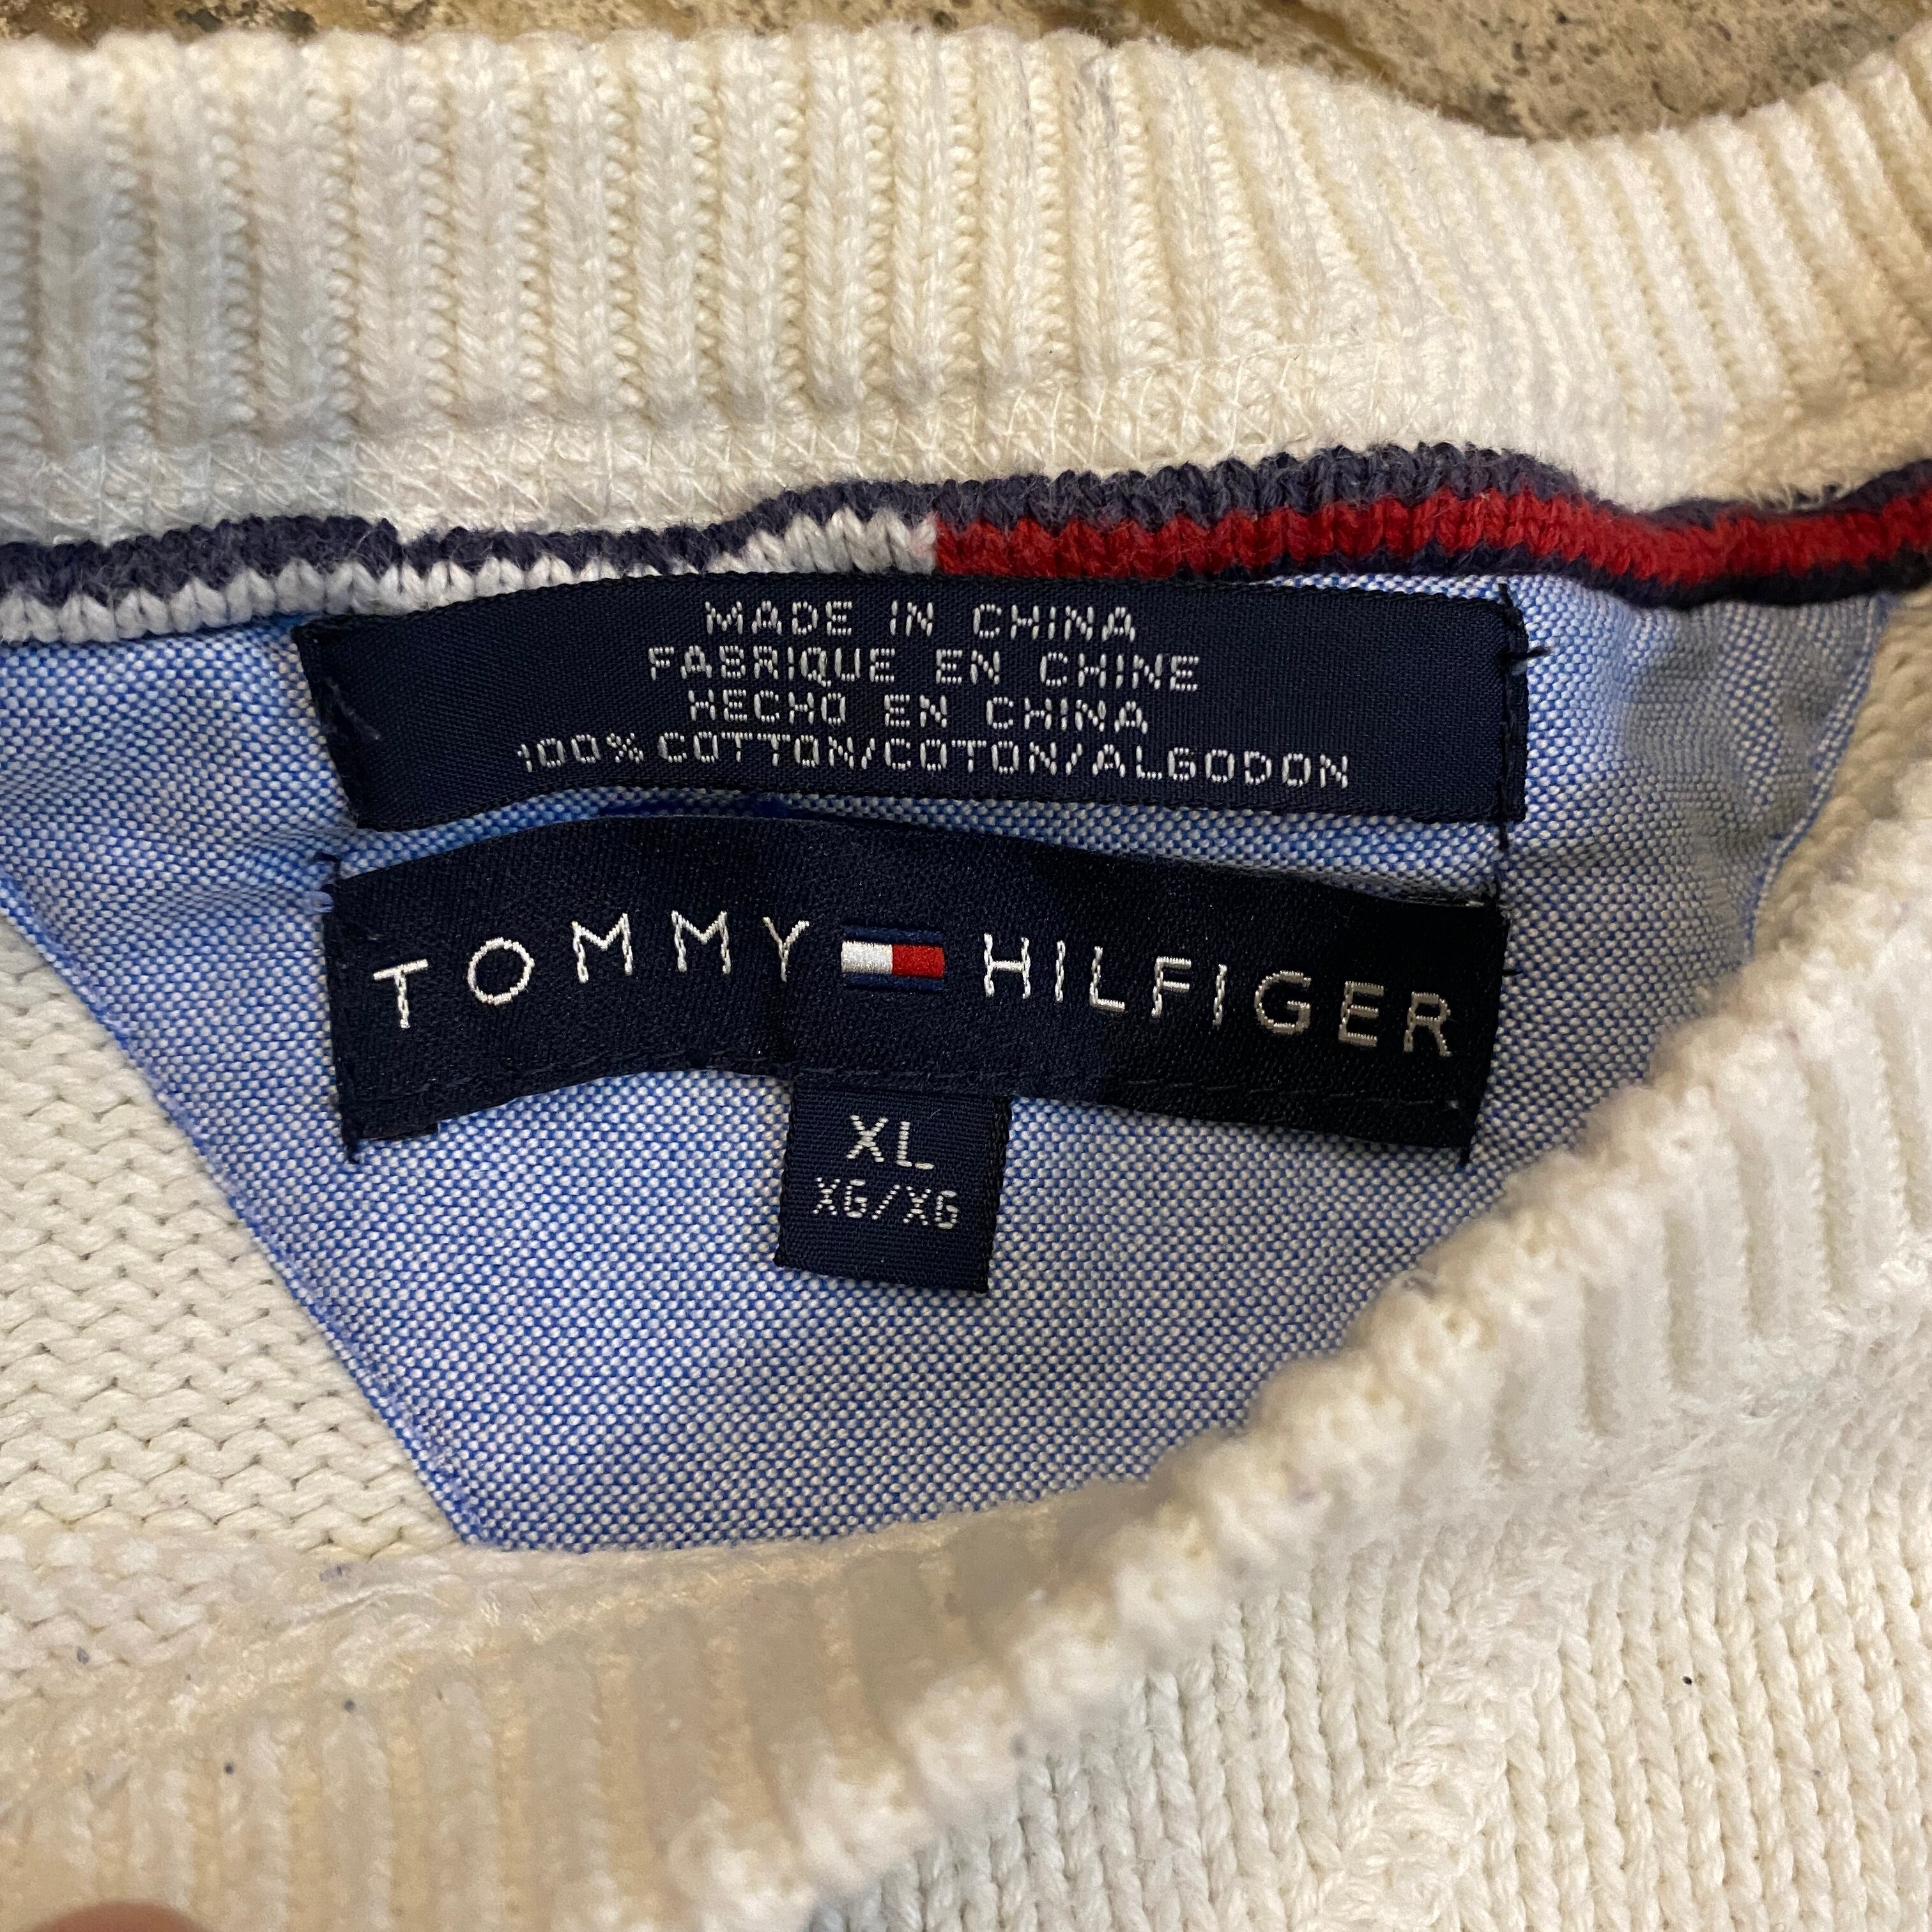 MADE IN CHINA
FABRIQUE EN CHINE
HECHO EN CHINA
100% COTTON/COTON/ALGODON
TOMMY HILFIGER
XL
XG/XG